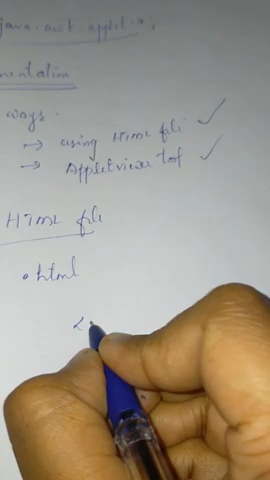 java.awt applet.*;
mentation
ways.
→ using HTML file ✓
→ Appletviewer tool ✓
HTML file
.html
<